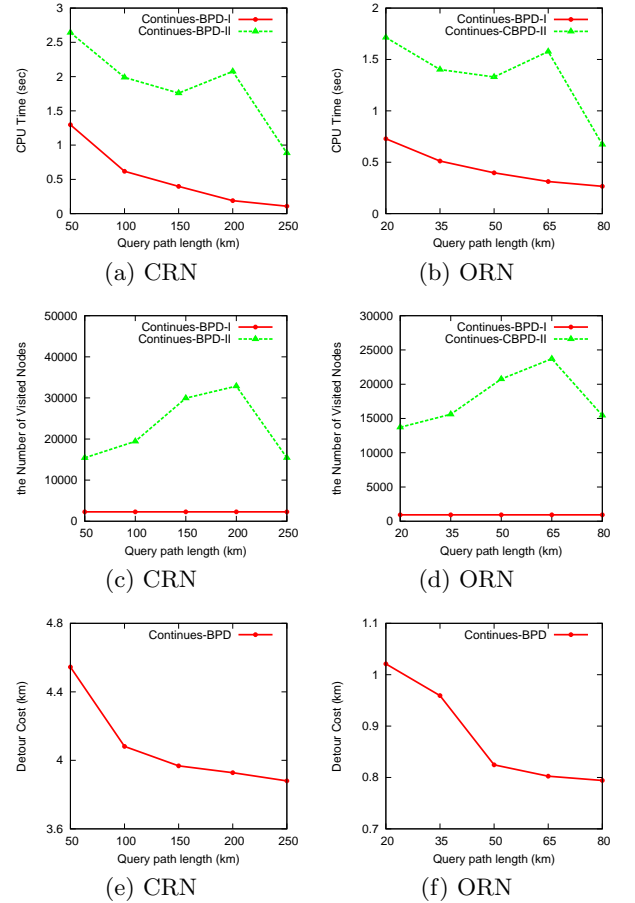 Continues-BPD-I
Continues-BPD-II
CPU Time (sec)
3
2.5
2
1.5
1
0.5
0
50 100 150 200 250
Query path length (km)
(a) CRN
Continues-BPD-I
Continues-CBPD-II
CPU Time (sec)
2
1.5
1
0.5
0
20 35 50 65 80
Query path length (km)
(b) ORN
Continues-BPD-I
Continues-BPD-II
the Number of Visited Nodes
50000
40000
30000
20000
10000
0
50 100 150 200 250
Query path length (km)
(c) CRN
Continues-BPD-I
Continues-CBPD-II
the Number of Visited Nodes
30000
25000
20000
15000
10000
5000
0
20 35 50 65 80
Query path length (km)
(d) ORN
Continues-BPD
Detour Cost (km)
4.8
4.4
4
3.6
50 100 150 200 250
Query path length (km)
(e) CRN
Continues-BPD
Detour Cost (km)
1.1
1
0.9
0.8
0.7
20 35 50 65 80
Query path length (km)
(f) ORN